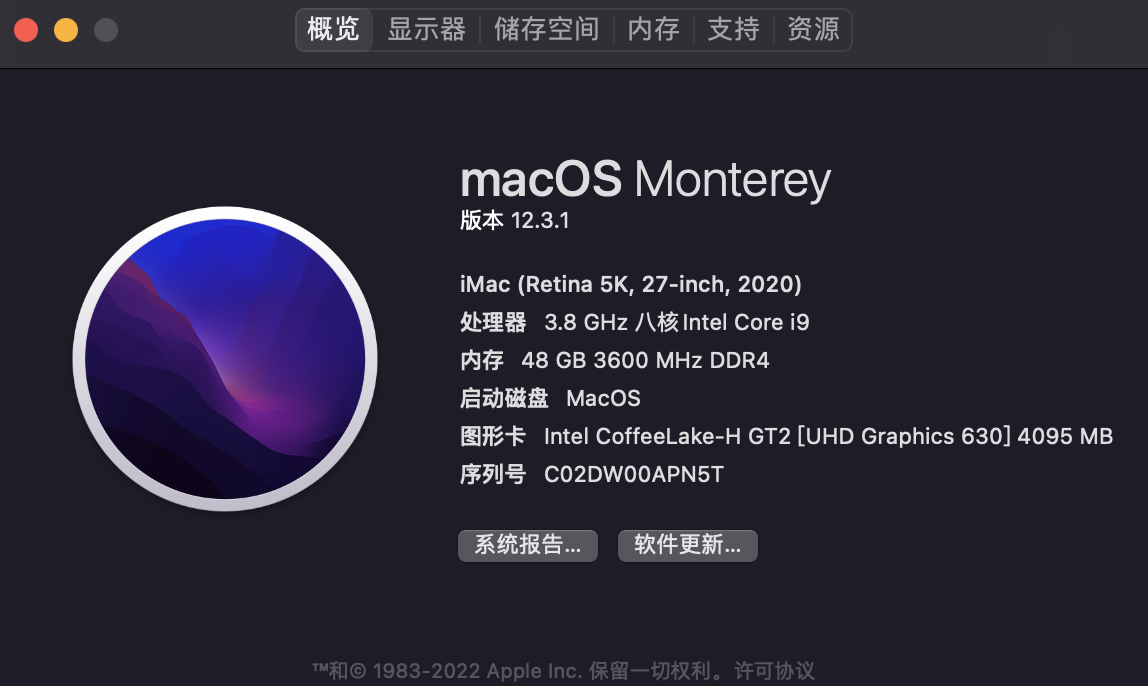 概览 显示器 储存空间 内存 支持 资源
macOS Monterey
版本 12.3.1
iMac (Retina 5K, 27-inch, 2020)
处理器 3.8 GHz 八核Intel Core i9
内存 48 GB 3600 MHz DDR4
启动磁盘 MacOS
图形卡 Intel CoffeeLake-H GT2 [UHD Graphics 630] 4095 MB
序列号 C02DW00APN5T
系统报告... 软件更新...
™和© 1983-2022 Apple Inc. 保留一切权利。许可协议